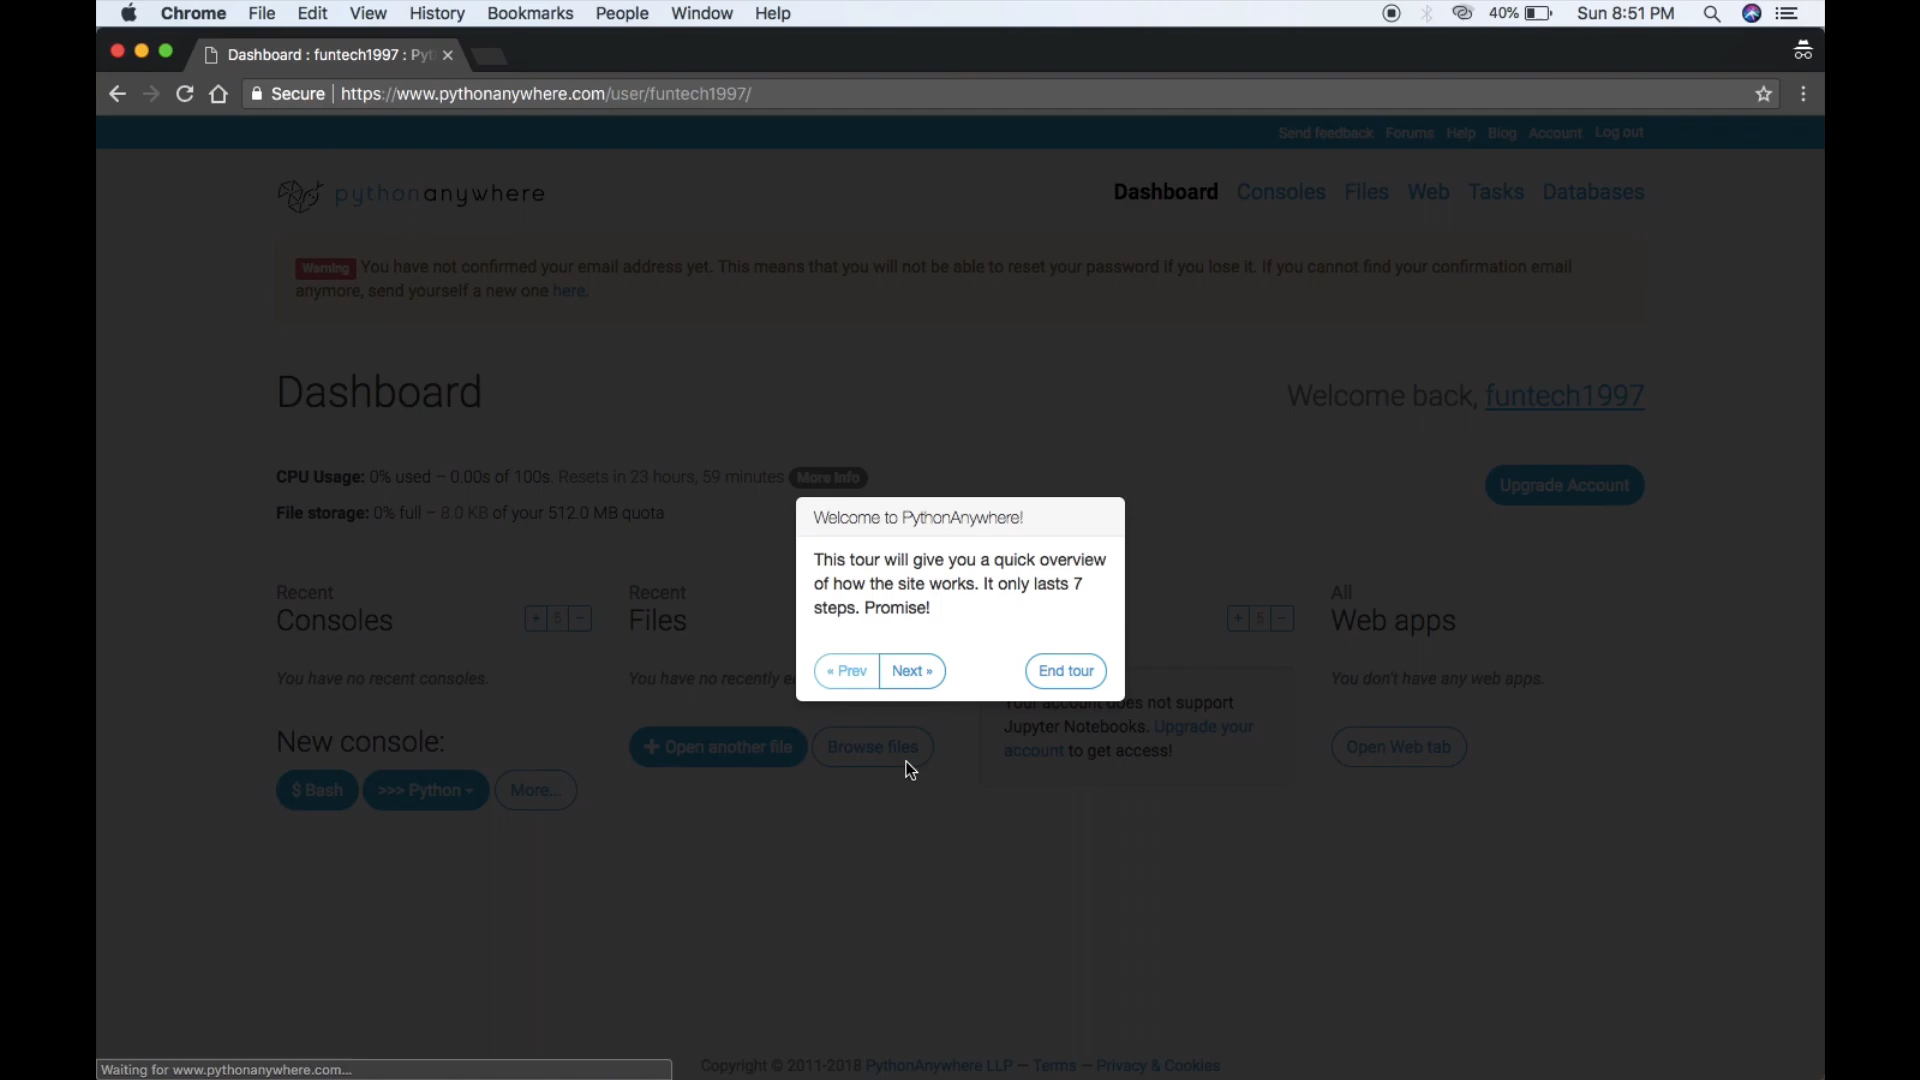 Chrome File Edit View History Bookmarks People Window Help 40% Sun 8:51 PM
Dashboard : funtech1997 : Pyt
Secure https://www.pythonanywhere.com/user/funtech1997/
Send feedback Forums Help Blog Account Log out
pythonanywhere
Dashboard Consoles Files Web Tasks Databases
Warning You have not confirmed your email address yet. This means that you will not be able to reset your password if you lose it. If you cannot find your confirmation email
anymore, send yourself a new one here.
Dashboard
Welcome back, funtech1997
CPU Usage: 0% used – 0.00s of 100s. Resets in 23 hours, 59 minutes More Info
File storage: 0% full – 8.0 KB of your 512.0 MB quota
Upgrade Account
Welcome to PythonAnywhere!
This tour will give you a quick overview
of how the site works. It only lasts 7
steps. Promise!
« Prev Next » End tour
Recent
Consoles
+ 5 −
You have no recent consoles.
New console:
$ Bash >>> Python More...
Recent
Files
You have no recently
+ Open another file Browse files
+ 5 −
Your account does not support
Jupyter Notebooks. Upgrade your
account to get access!
All
Web apps
You don't have any web apps.
Open Web tab
Copyright © 2011-2018 PythonAnywhere LLP — Terms — Privacy & Cookies
Waiting for www.pythonanywhere.com...